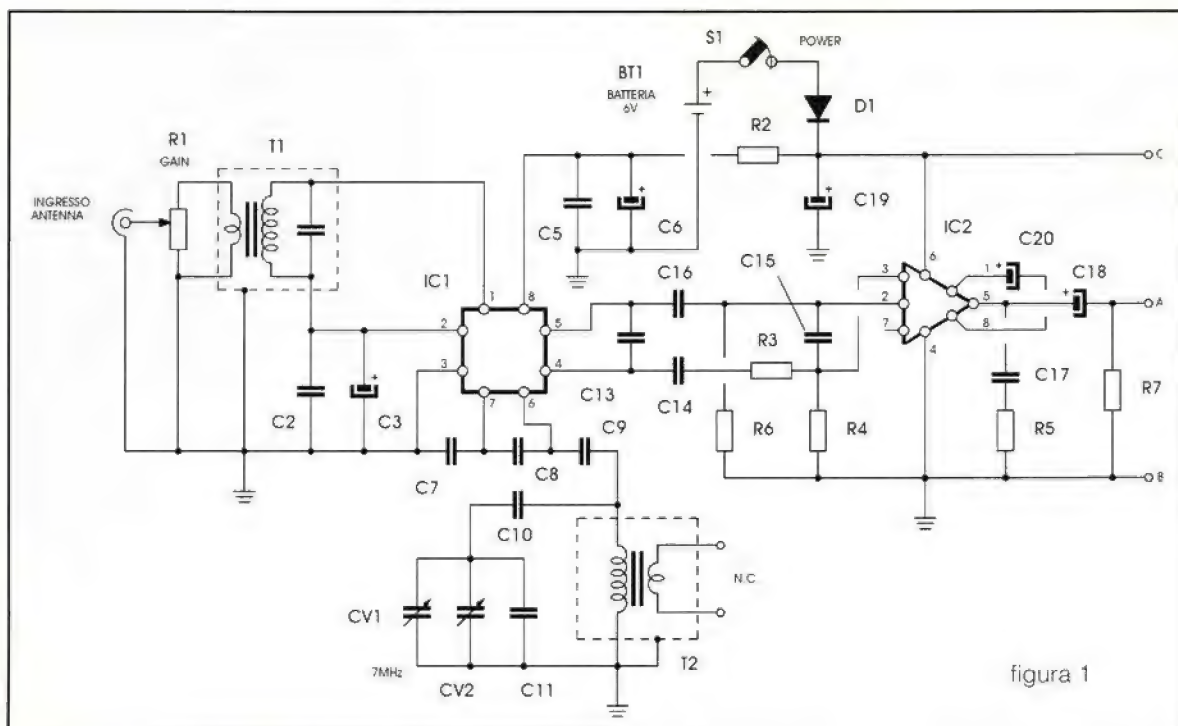 S1
POWER
BT1
BATTERIA
6V
+
D1
R1
GAIN
T1
R2
C
INGRESSO
ANTENNA
+
C5
C6
+
C19
IC2
C20
C16
C15
C18
IC1
1
8
2
5
3
4
7
6
3
2
7
6
1
+
5
8
4
+
A
R3
C17
C2
+
C3
C13
C14
R7
C9
R6
R4
R5
C7
C8
B
C10
N.C.
CV1
7MHz
CV2
C11
T2
figura 1